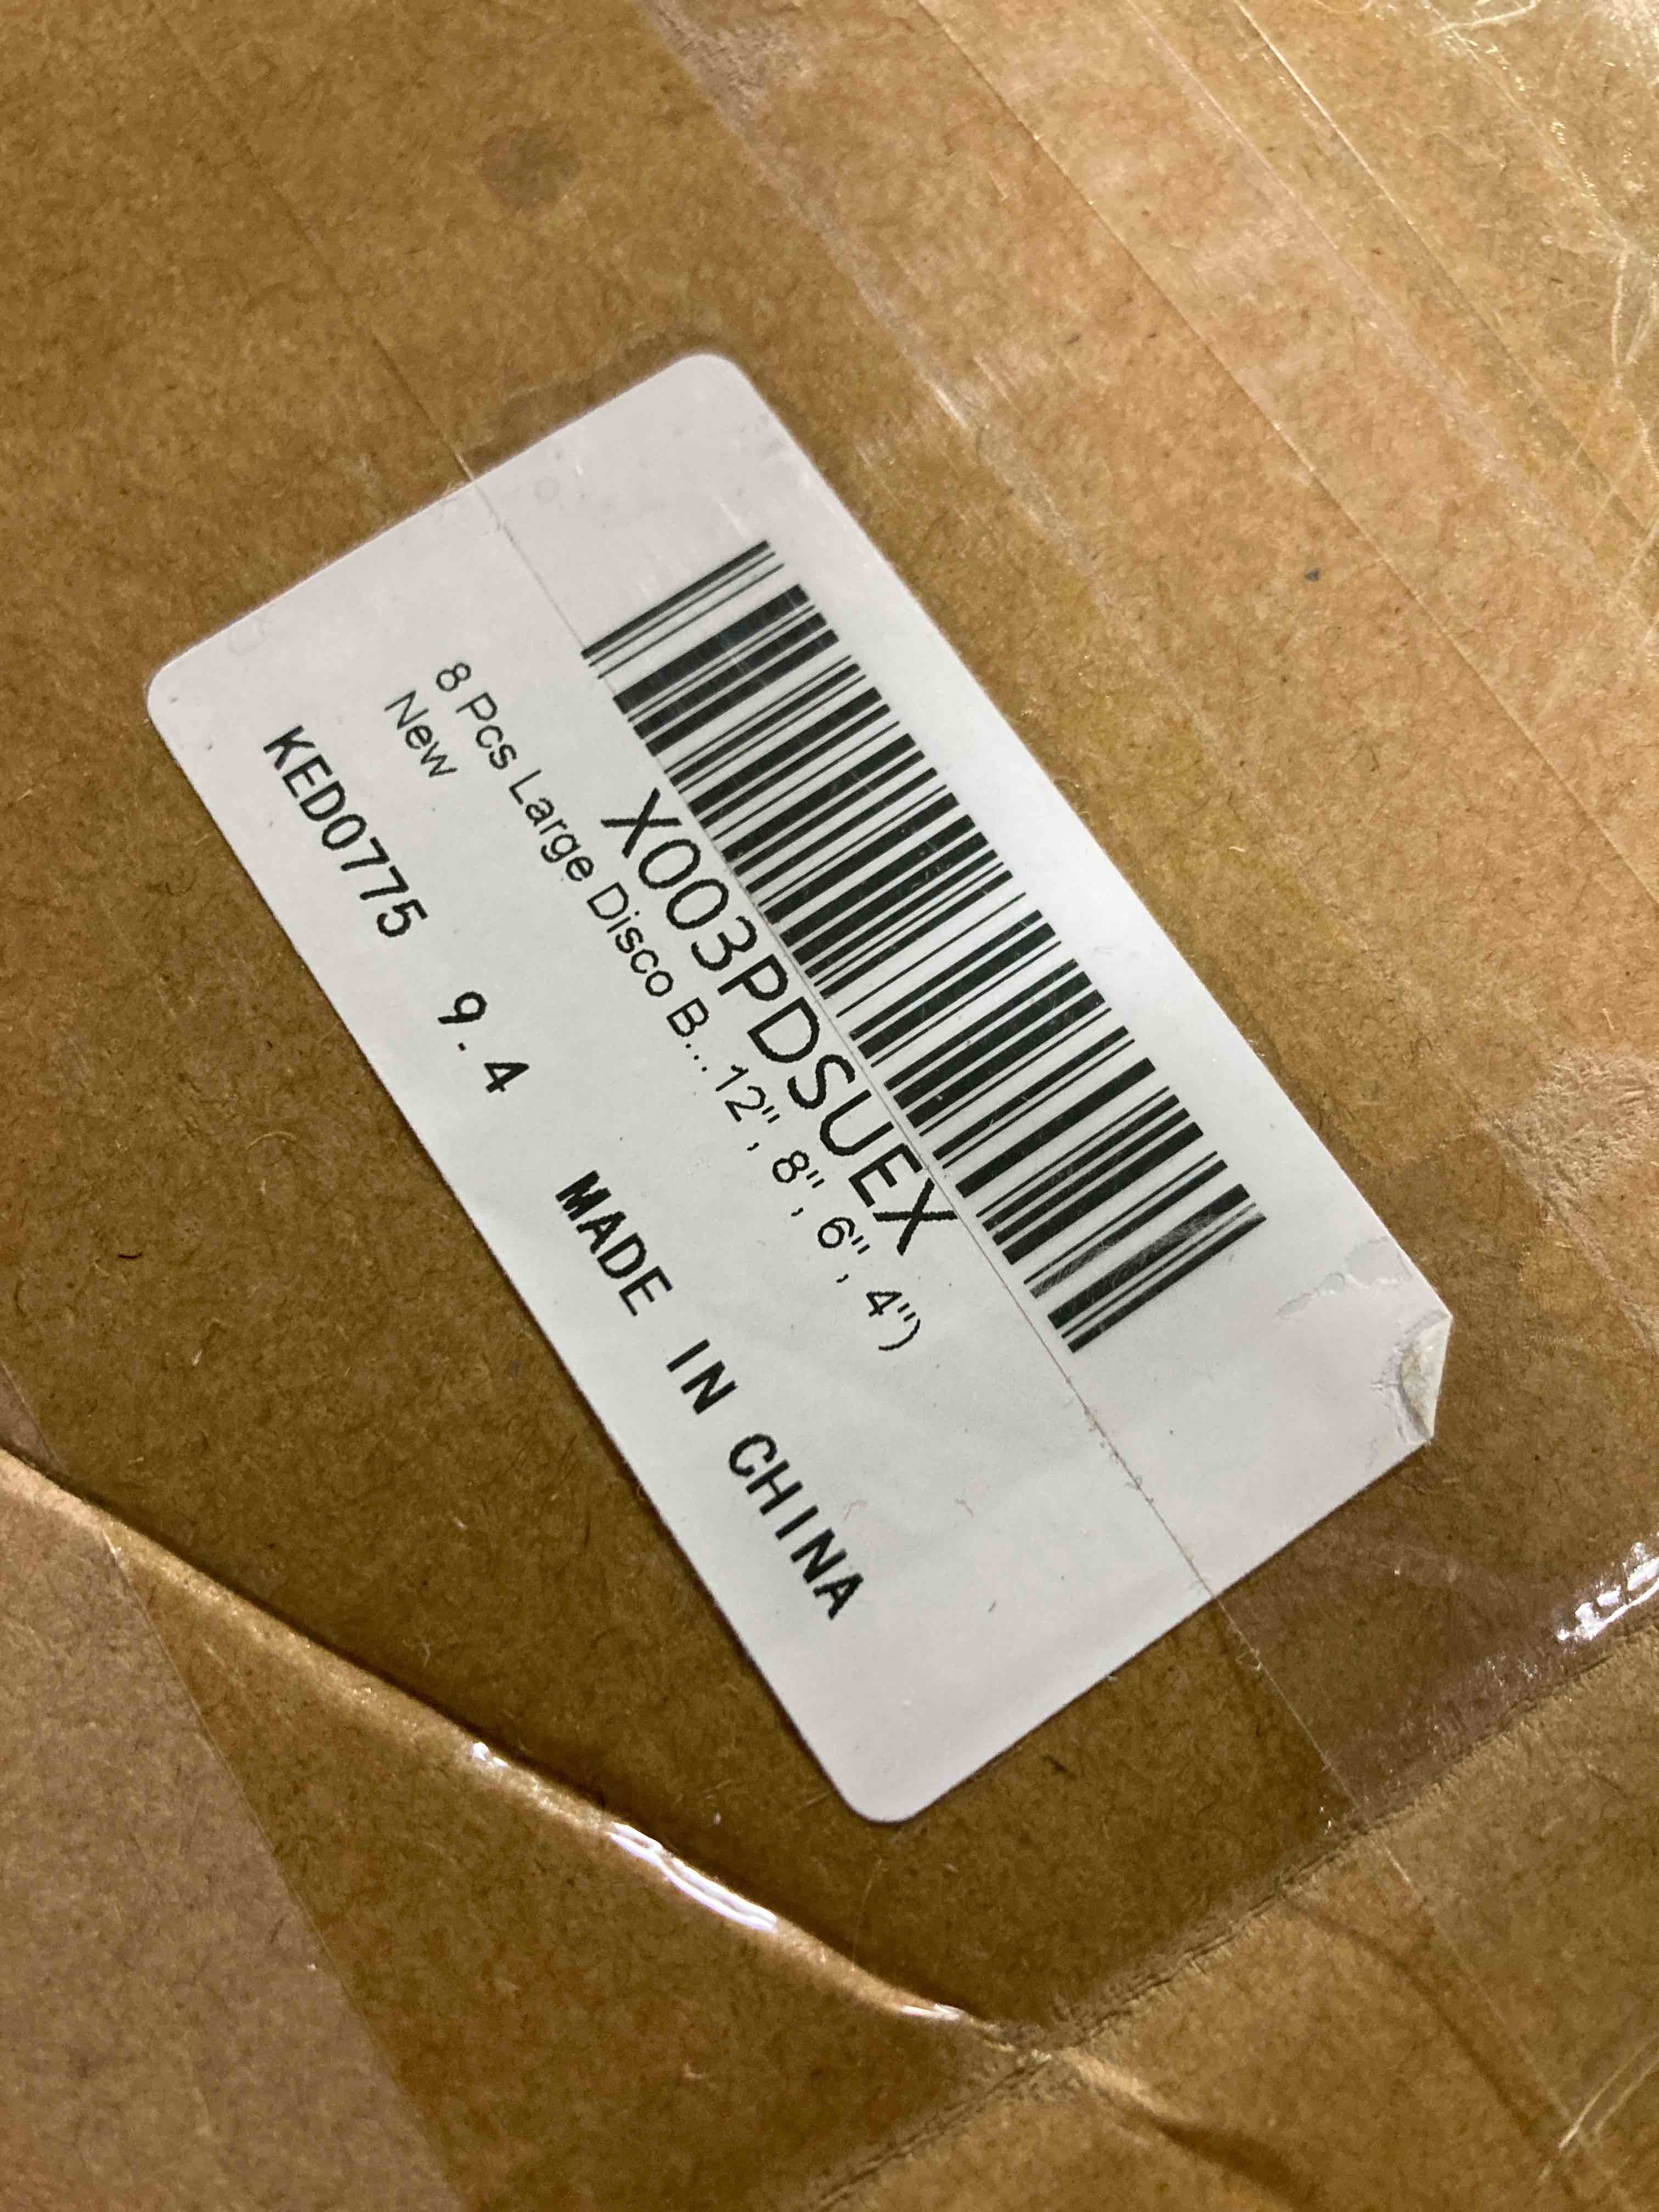 X003PDSUEX
8 Pcs Large Disco B...12", 8", 6", 4")
New
KED0775 9.4 MADE IN CHINA